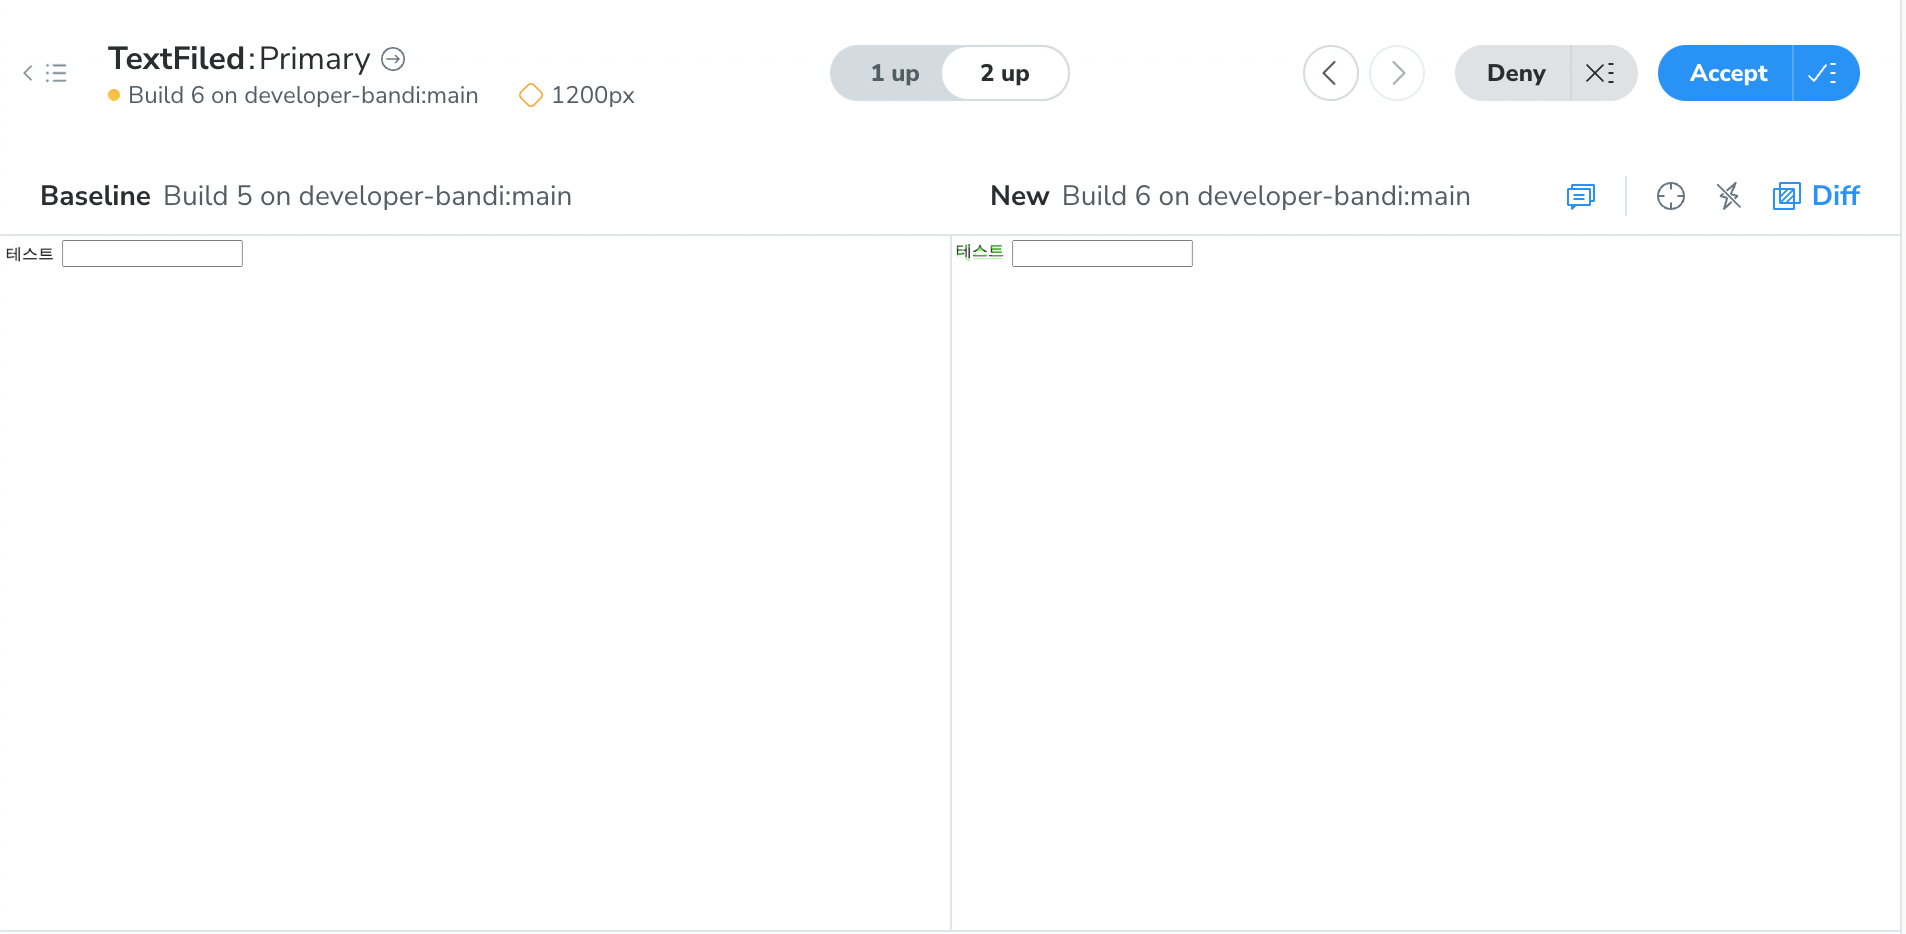 TextFiled: Primary
Build 6 on developer-bandi:main 1200px
1 up 2 up
Deny Accept
Baseline Build 5 on developer-bandi:main
New Build 6 on developer-bandi:main Diff
테스트
테스트